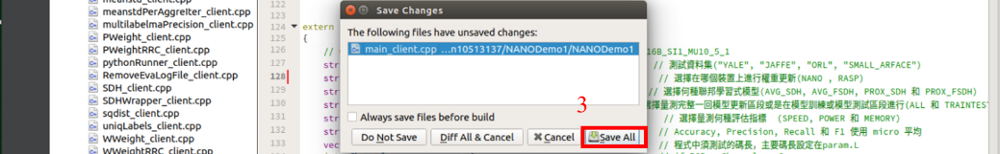 meanstd_client.cpp
meanstdPerAggreIter_client.cpp
multilabelmaPrecision_client.cpp
PWeight_client.cpp
PWeightRRC_client.cpp
pythonRunner_client.cpp
RemoveEvaLogFile_client.cpp
SDH_client.cpp
SDHWrapper_client.cpp
sqdist_client.cpp
uniqLabels_client.cpp
WWeight_client.cpp
WWeightRRC_client.cpp
122
123
124 extern
125 {
126 //
127 str
128 str
129 str
130 str
131 str
132 str
133 vec
Save Changes
The following files have unsaved changes:
main_client.cpp ...n10513137/NANODemo1/NANODemo1
3
Always save files before build
Do Not Save
Diff All & Cancel
Cancel
Save All
16B_SI1_MU10_5_1
// 測試資料集("YALE", "JAFFE", "ORL", "SMALL_ARFACE")
// 選擇在哪個裝置上進行權重更新(NANO , RASP)
// 選擇何種聯邦學習式模型(AVG_SDH, AVG_FSDH, PROX_SDH 和 PROX_FSDH)
選擇量測完整一回模型更新區段或是在模型訓練或模型測試區段進行(ALL 和 TRAINTEST
// 選擇量測何種評估指標 (SPEED, POWER 和 MEMORY)
// Accuracy, Precision, Recall 和 F1 使用 micro 平均
// 程式中須測試的碼長，主要碼長設定在param.L